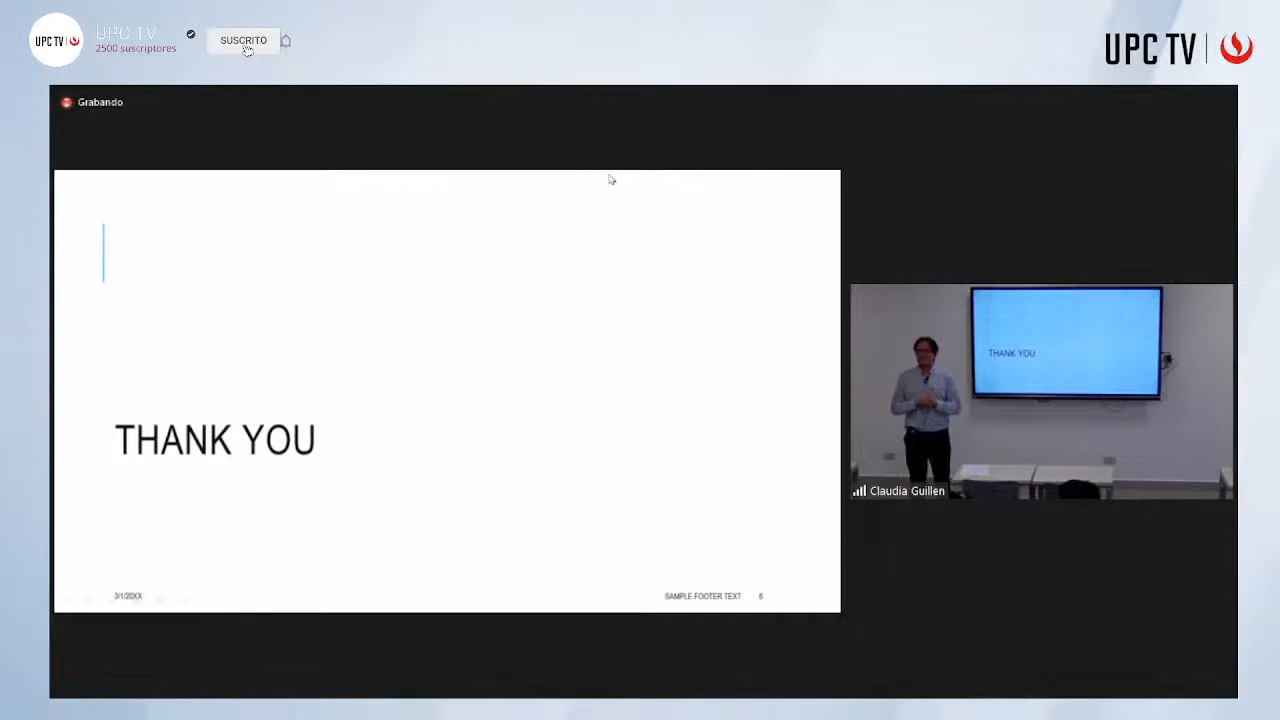 UPC TV
UPC TV
2500 suscriptores
SUSCRITO
UPC TV
Grabando
THANK YOU
3/1/20XX
SAMPLE FOOTER TEXT 6
THANK YOU
Claudia Guillen